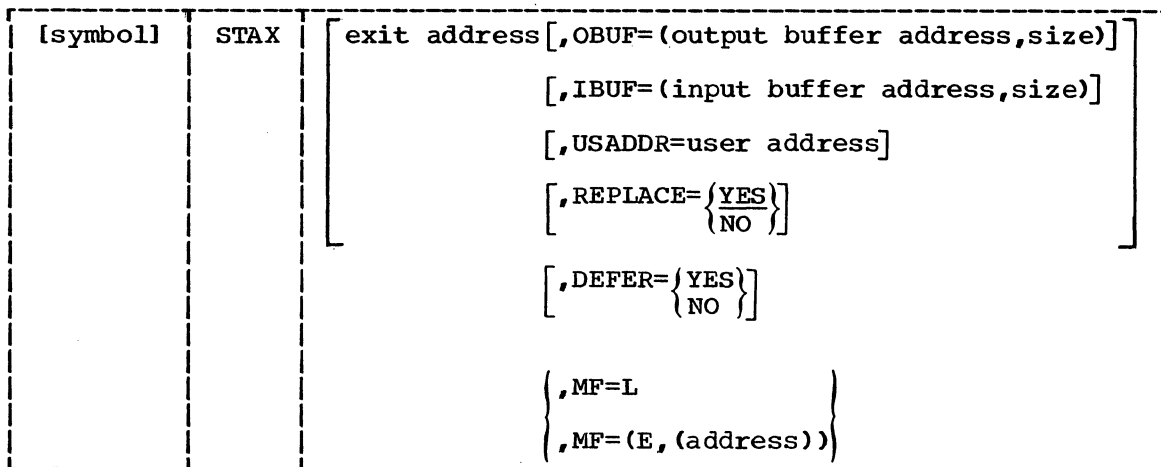 [symbol] STAX [exit address[,OBUF=(output buffer address,size)]
[,IBUF=(input buffer address,size)]
[,USADDR=user address]
[,REPLACE={YES
NO}]]
[,DEFER={YES
NO}]
{,MF=L
,MF=(E,(address))}